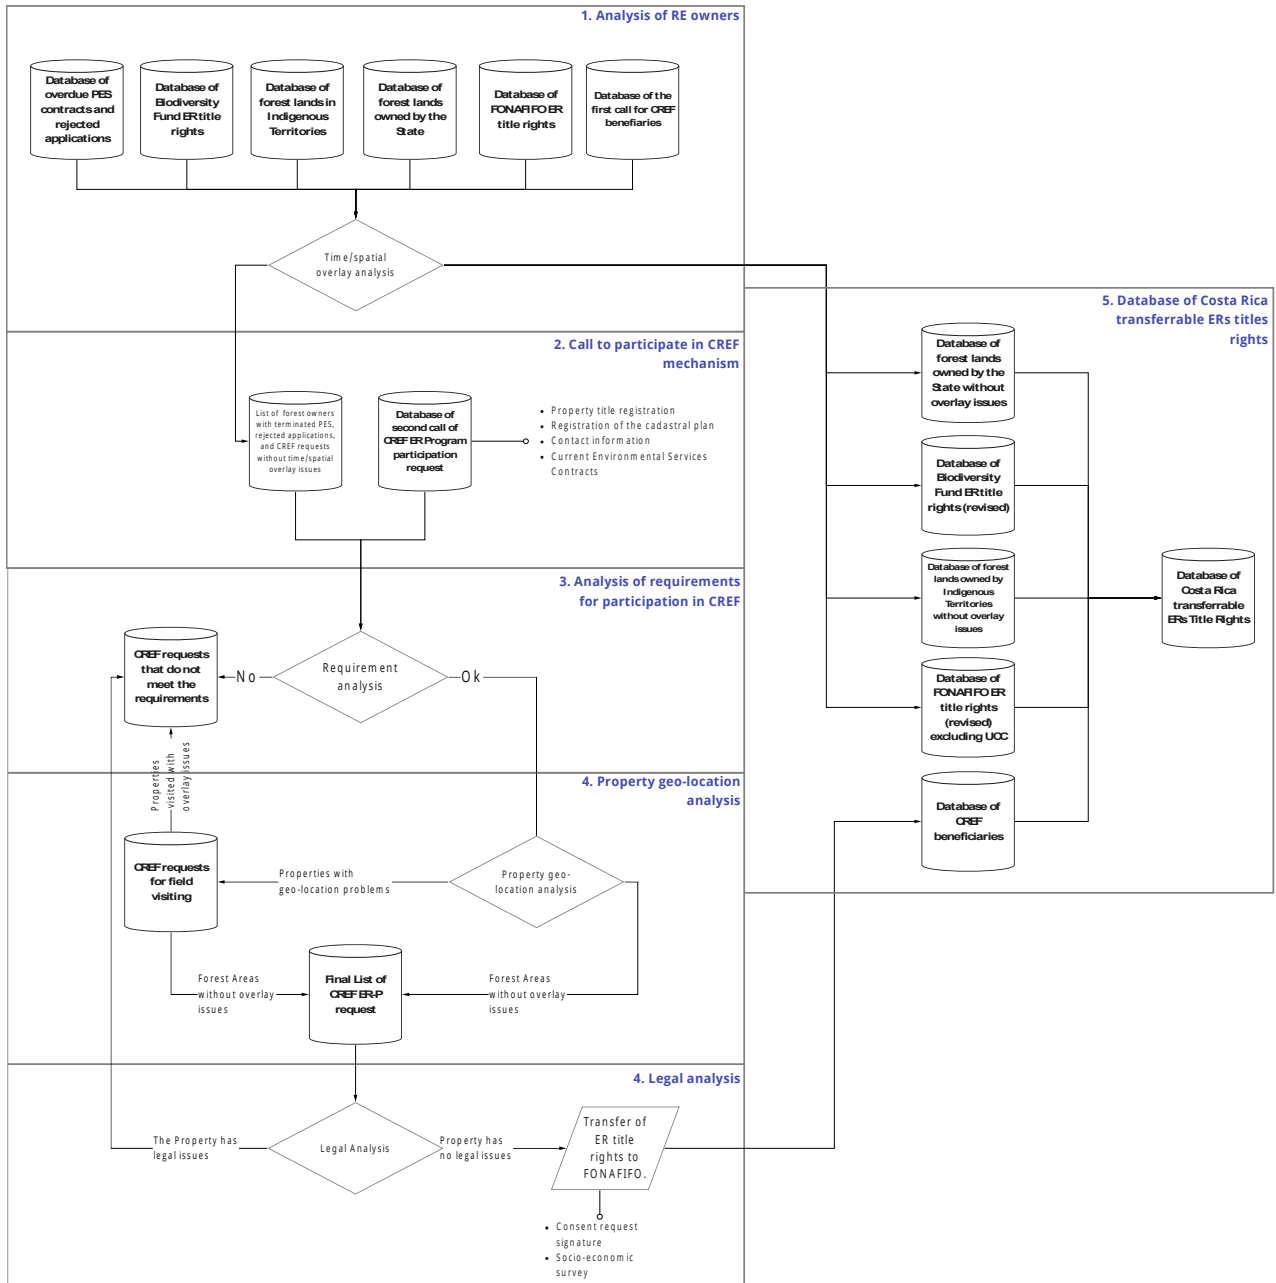 1. Analysis of RE owners
Database of
overdue PES
contracts and
rejected
applications
Database of
Biodiversity
Fund ER title
rights
Database of
forest lands in
Indigenous
Territories
Database of
forest lands
owned by the
State
Database of
FONAFIFO ER
title rights
Database of the
first call for CREF
benefiaries
Time/spatial
overlay analysis
2. Call to participate in CREF
mechanism
List of forest owners
with terminated PES,
rejected applications,
and CREF requests
without time/spatial
overlay issues
Database of
second call of
CREF ER Program
participation
request
• Property title registration
• Registration of the cadastral plan
• Contact information
• Current Environmental Services
Contracts
3. Analysis of requirements
for participation in CREF
CREF requests
that do not
meet the
requirements
No
Requirement
analysis
Ok
Properties
visited with
overlay issues
4. Property geo-location
analysis
CREF requests
for field
visiting
Properties with
geo-location problems
Property geo-
location analysis
Forest Areas
without overlay
issues
Final List of
CREF ER-P
request
Forest Areas
without overlay
issues
4. Legal analysis
The Property has
legal issues
Legal Analysis
Property has
no legal issues
Transfer of
ER title
rights to
FONAFIFO.
• Consent request
signature
• Socio-economic
survey
5. Database of Costa Rica
transferrable ERs titles
rights
Database of
forest lands
owned by the
State without
overlay issues
Database of
Biodiversity
Fund ER title
rights (revised)
Database of forest
lands owned by
Indigenous
Territories
without overlay
issues
Database of
FONAFIFO ER
title rights
(revised)
excluding UCC
Database of
CREF
beneficiaries
Database of
Costa Rica
transferrable
ERs Title Rights